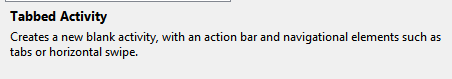 Tabbed Activity
Creates a new blank activity, with an action bar and navigational elements such as
tabs or horizontal swipe.